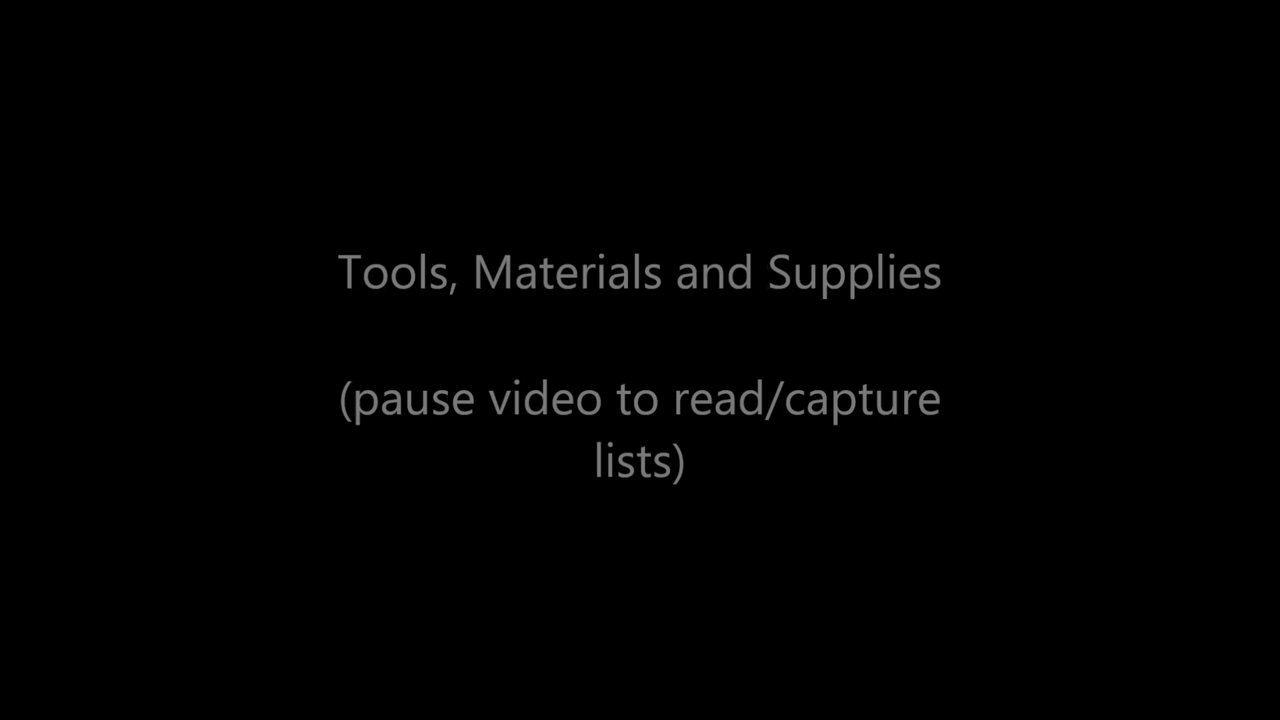 Tools, Materials and Supplies
(pause video to read/capture
lists)